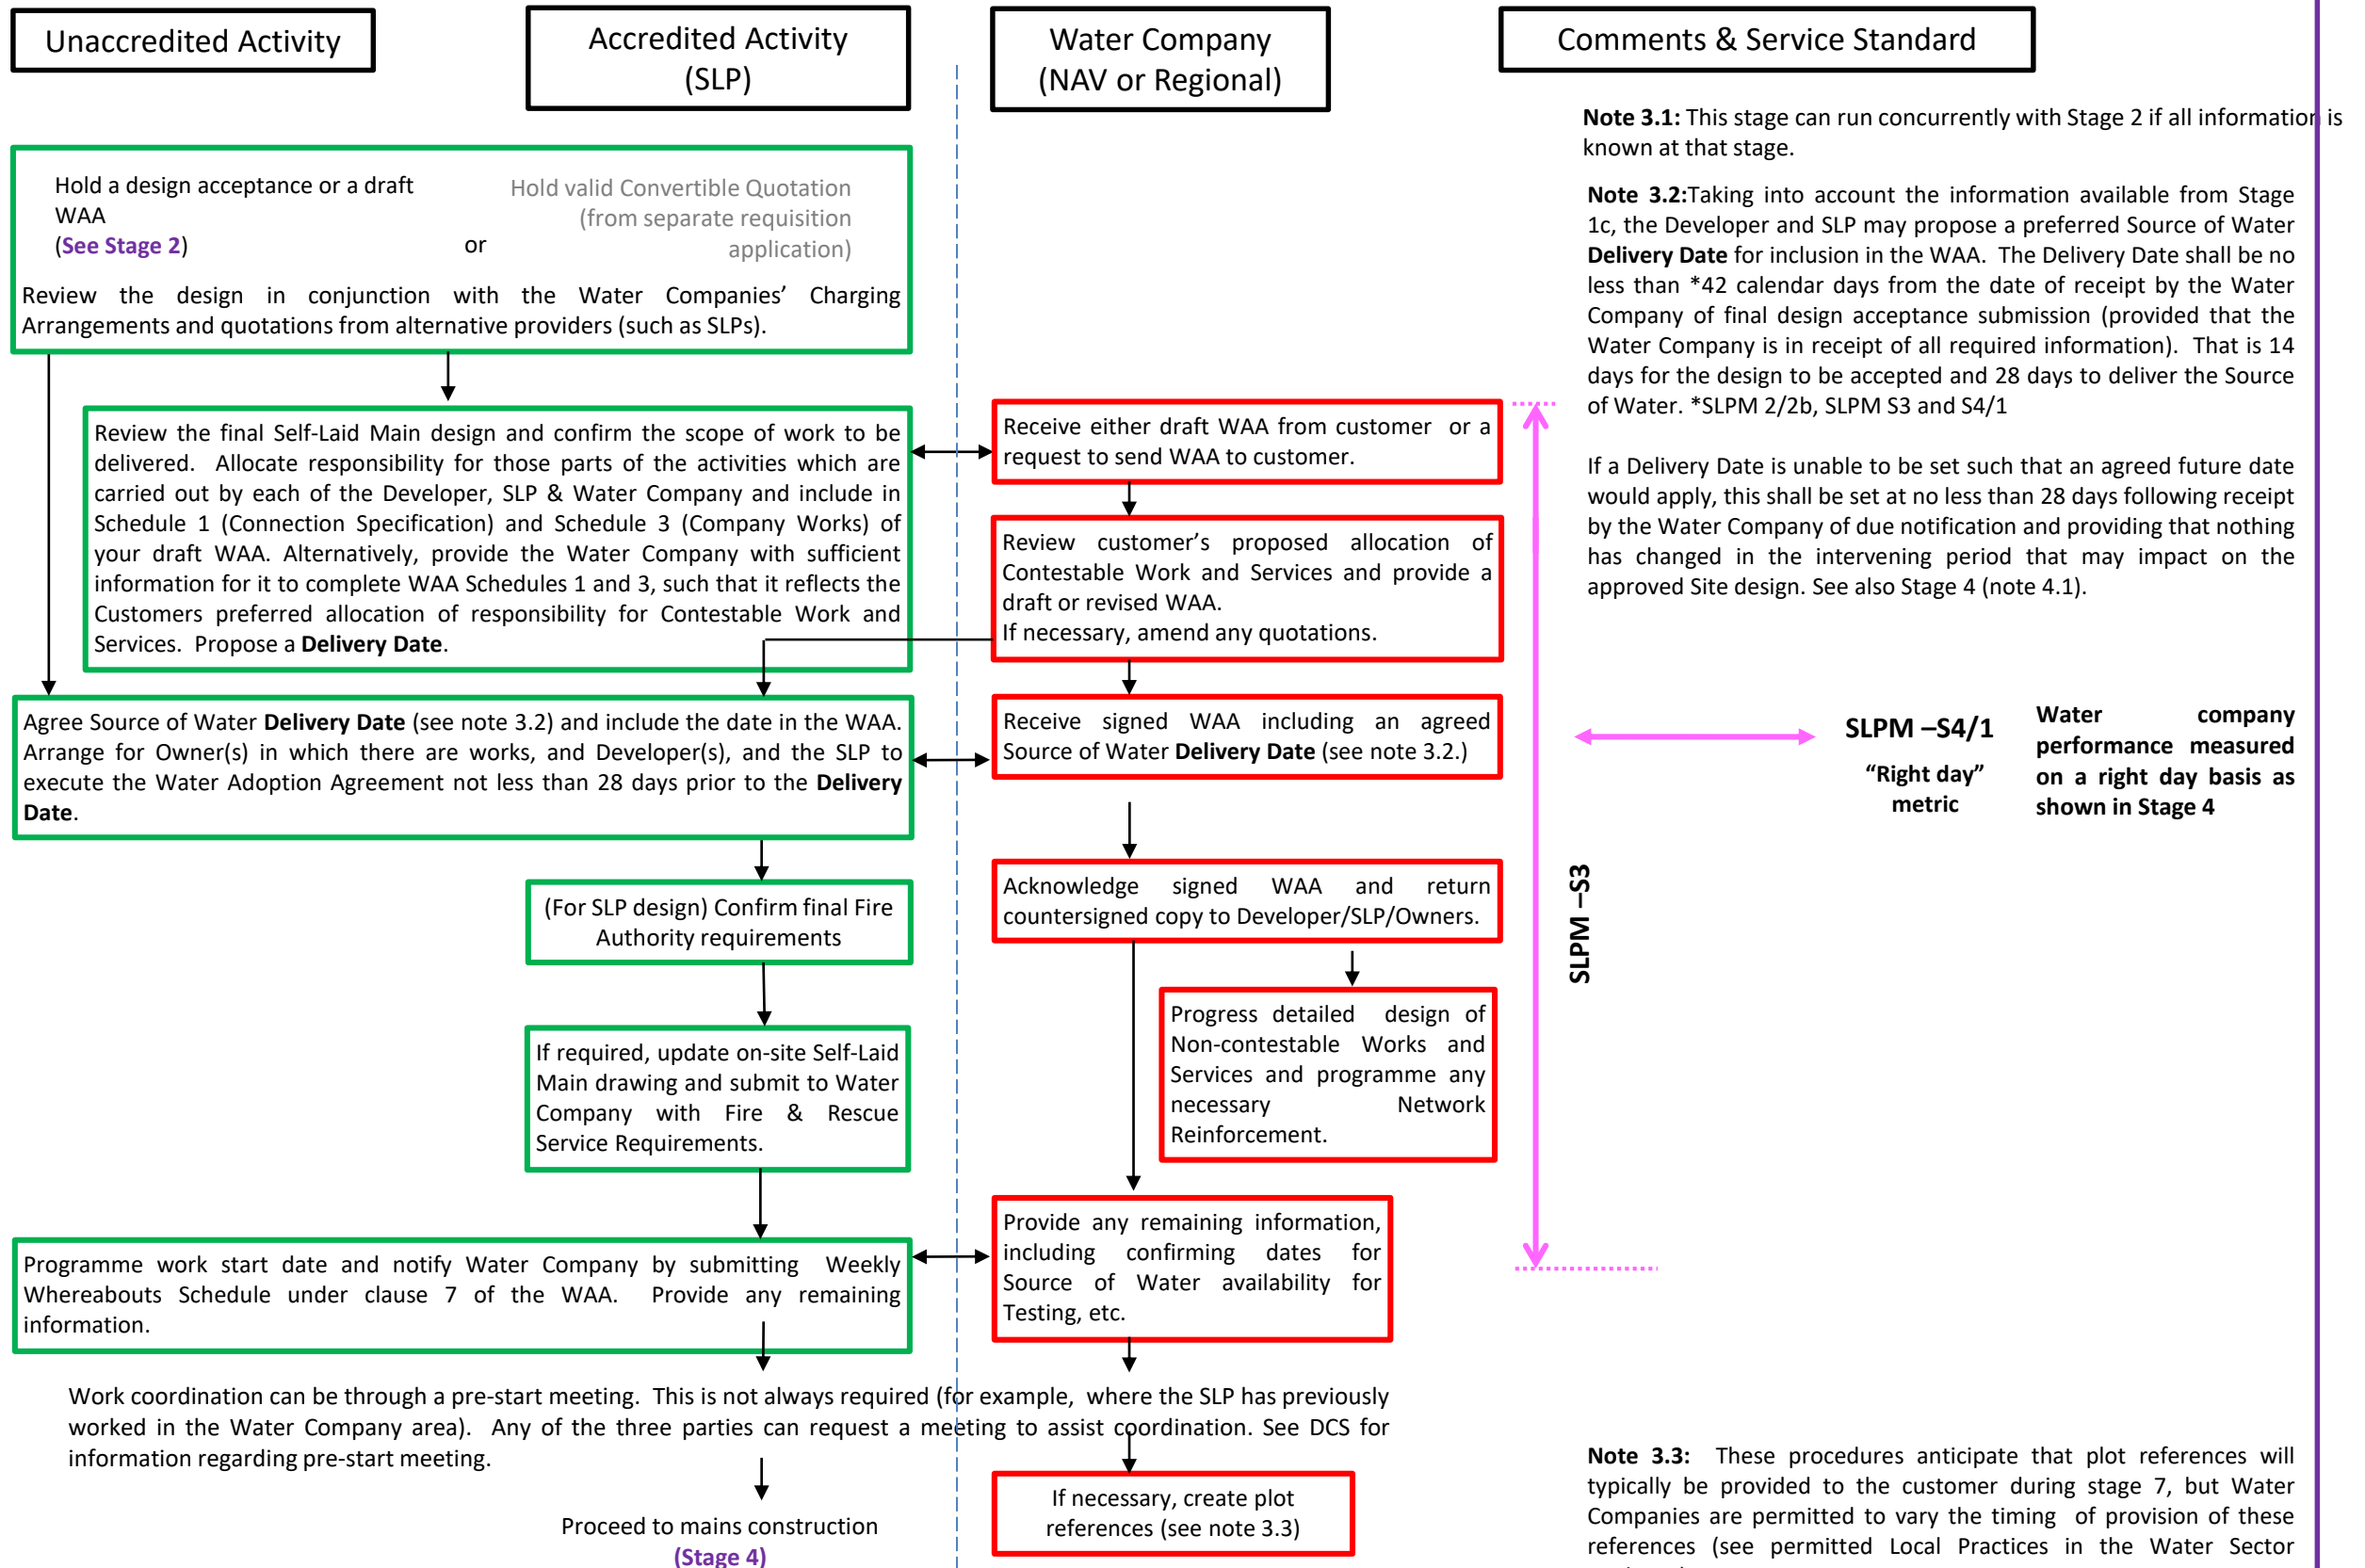 Unaccredited Activity
Accredited Activity
(SLP)
Water Company
(NAV or Regional)
Comments & Service Standard
Hold a design acceptance or a draft
WAA
(See Stage 2)
or
Hold valid Convertible Quotation
(from separate requisition
application)
Review the design in conjunction with the Water Companies’ Charging
Arrangements and quotations from alternative providers (such as SLPs).
Review the final Self-Laid Main design and confirm the scope of work to be
delivered. Allocate responsibility for those parts of the activities which are
carried out by each of the Developer, SLP & Water Company and include in
Schedule 1 (Connection Specification) and Schedule 3 (Company Works) of
your draft WAA. Alternatively, provide the Water Company with sufficient
information for it to complete WAA Schedules 1 and 3, such that it reflects the
Customers preferred allocation of responsibility for Contestable Work and
Services. Propose a Delivery Date.
Agree Source of Water Delivery Date (see note 3.2) and include the date in the WAA.
Arrange for Owner(s) in which there are works, and Developer(s), and the SLP to
execute the Water Adoption Agreement not less than 28 days prior to the Delivery
Date.
(For SLP design) Confirm final Fire
Authority requirements
If required, update on-site Self-Laid
Main drawing and submit to Water
Company with Fire & Rescue
Service Requirements.
Programme work start date and notify Water Company by submitting Weekly
Whereabouts Schedule under clause 7 of the WAA. Provide any remaining
information.
Work coordination can be through a pre-start meeting. This is not always required (for example, where the SLP has previously
worked in the Water Company area). Any of the three parties can request a meeting to assist coordination. See DCS for
information regarding pre-start meeting.
Proceed to mains construction
(Stage 4)
Receive either draft WAA from customer or a
request to send WAA to customer.
Review customer’s proposed allocation of
Contestable Work and Services and provide a
draft or revised WAA.
If necessary, amend any quotations.
Receive signed WAA including an agreed
Source of Water Delivery Date (see note 3.2.)
Acknowledge signed WAA and return
countersigned copy to Developer/SLP/Owners.
Progress detailed design of
Non-contestable Works and
Services and programme any
necessary Network
Reinforcement.
Provide any remaining information,
including confirming dates for
Source of Water availability for
Testing, etc.
If necessary, create plot
references (see note 3.3)
Note 3.1: This stage can run concurrently with Stage 2 if all information is
known at that stage.
Note 3.2:Taking into account the information available from Stage
1c, the Developer and SLP may propose a preferred Source of Water
Delivery Date for inclusion in the WAA. The Delivery Date shall be no
less than *42 calendar days from the date of receipt by the Water
Company of final design acceptance submission (provided that the
Water Company is in receipt of all required information). That is 14
days for the design to be accepted and 28 days to deliver the Source
of Water. *SLPM 2/2b, SLPM S3 and S4/1
If a Delivery Date is unable to be set such that an agreed future date
would apply, this shall be set at no less than 28 days following receipt
by the Water Company of due notification and providing that nothing
has changed in the intervening period that may impact on the
approved Site design. See also Stage 4 (note 4.1).
SLPM –S4/1
“Right day”
metric
Water company
performance measured
on a right day basis as
shown in Stage 4
SLPM –S3
Note 3.3: These procedures anticipate that plot references will
typically be provided to the customer during stage 7, but Water
Companies are permitted to vary the timing of provision of these
references (see permitted Local Practices in the Water Sector